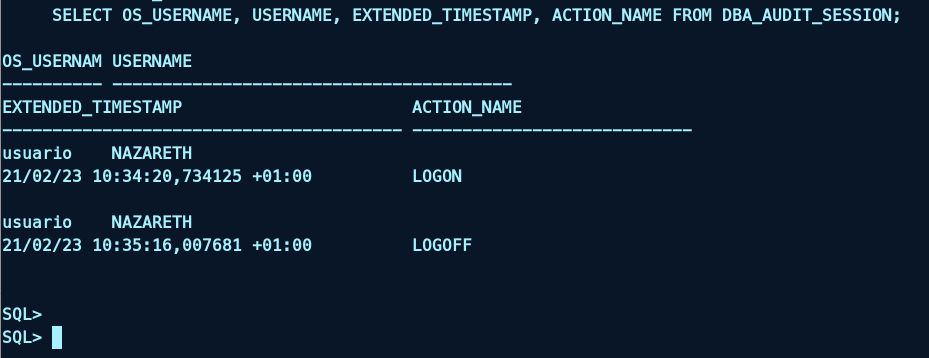 SELECT OS_USERNAME, USERNAME, EXTENDED_TIMESTAMP, ACTION_NAME FROM DBA_AUDIT_SESSION;
OS_USERNAM USERNAME
---------- ----------------------------------------
EXTENDED_TIMESTAMP                       ACTION_NAME
---------------------------------------- ----------------------------
usuario    NAZARETH
21/02/23 10:34:20,734125 +01:00          LOGON
usuario    NAZARETH
21/02/23 10:35:16,007681 +01:00          LOGOFF
SQL>
SQL>